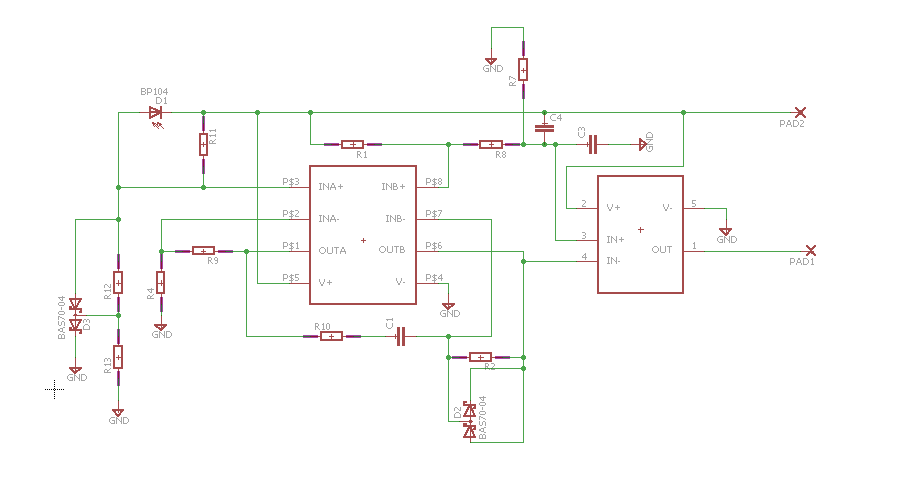 GND
R7
BP104
D1
C4
PAD2
R11
C3
GND
R1
R8
P$3
INA+
INB+
P$8
P$2
INA-
INB-
P$7
2
V+
V-
5
GND
3
IN+
P$1
OUTA
OUTB
P$6
OUT
1
PAD1
R9
4
IN-
P$5
V+
V-
P$4
R12
R4
GND
BAS70-04
D3
GND
R10
C1
R13
R2
GND
D2
BAS70-04
GND